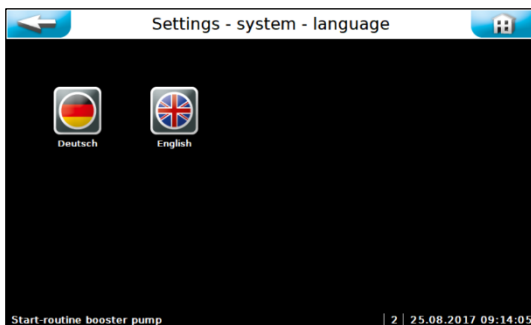 Settings - system - language
Deutsch English
Start-routine booster pump | 2 | 25.08.2017 09:14:05